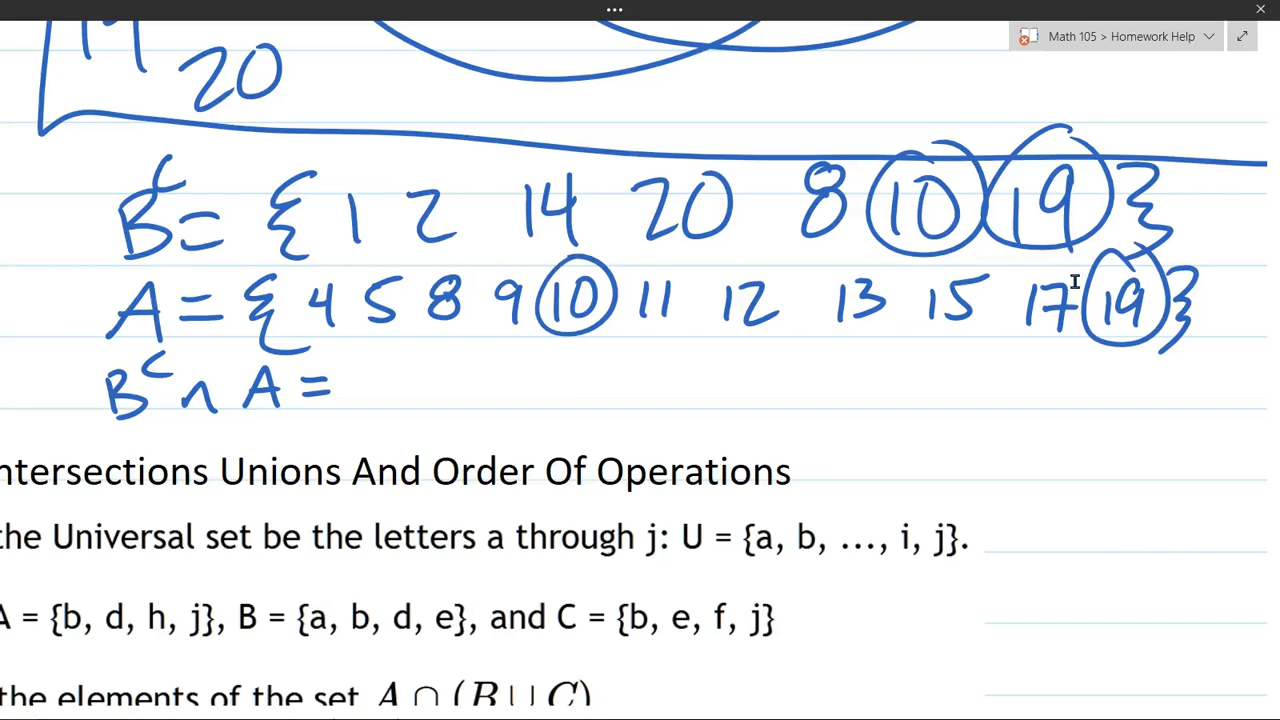 Math 105 > Homework Help
20
Bᶜ = { 1 2 14 20 8 10 19 }
A = { 4 5 8 9 10 11 12 13 15 17 19 }
Bᶜ ∩ A =
ntersections Unions And Order Of Operations
the Universal set be the letters a through j: U = {a, b, ..., i, j}.
A = {b, d, h, j}, B = {a, b, d, e}, and C = {b, e, f, j}
the elements of the set A ∩ (B ∪ C)